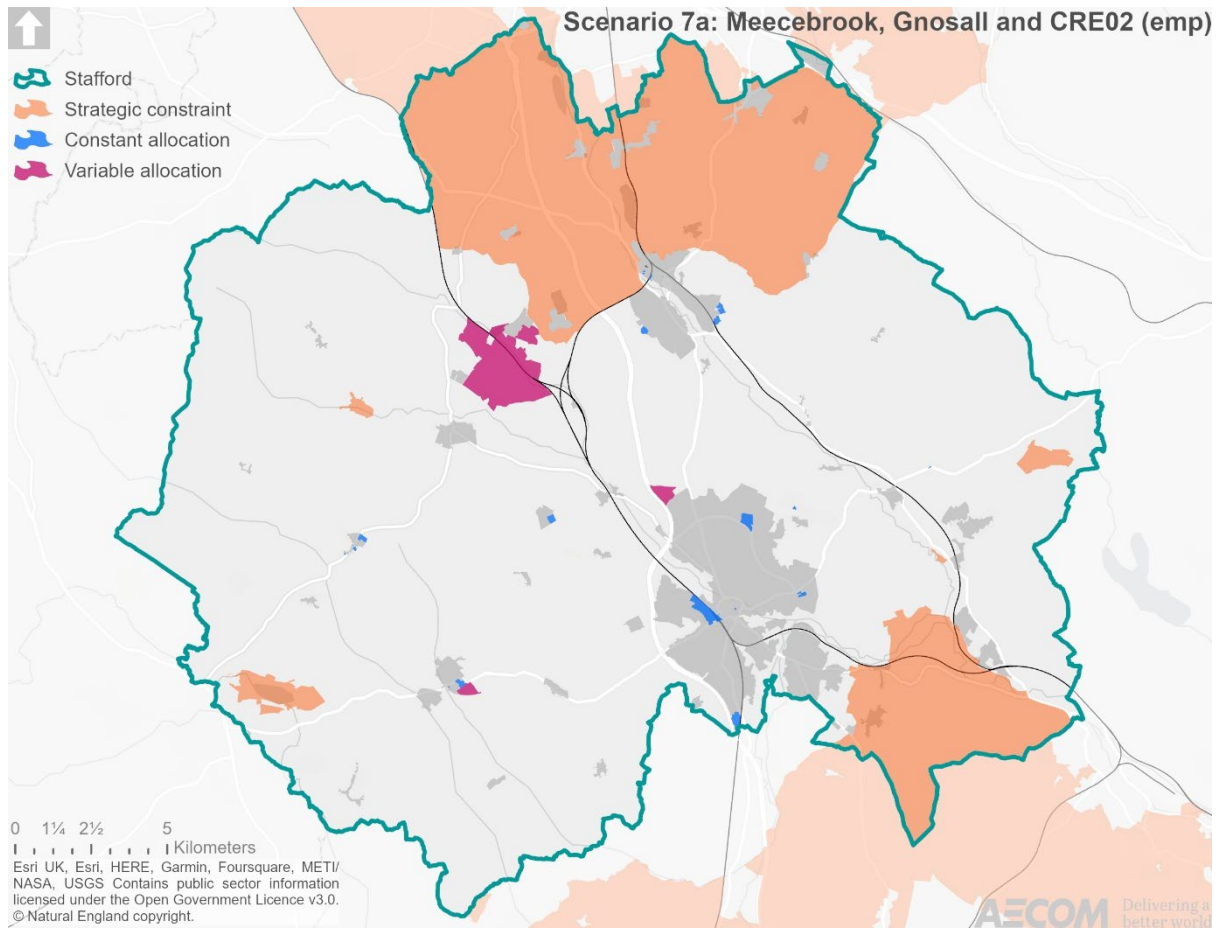 Scenario 7a: Meecebrook, Gnosall and CRE02 (emp)
Stafford
Strategic constraint
Constant allocation
Variable allocation
0 1¼ 2½ 5
Kilometers
Esri UK, Esri, HERE, Garmin, Foursquare, METI/
NASA, USGS Contains public sector information
licensed under the Open Government Licence v3.0.
© Natural England copyright.
AECOM Delivering a
better world